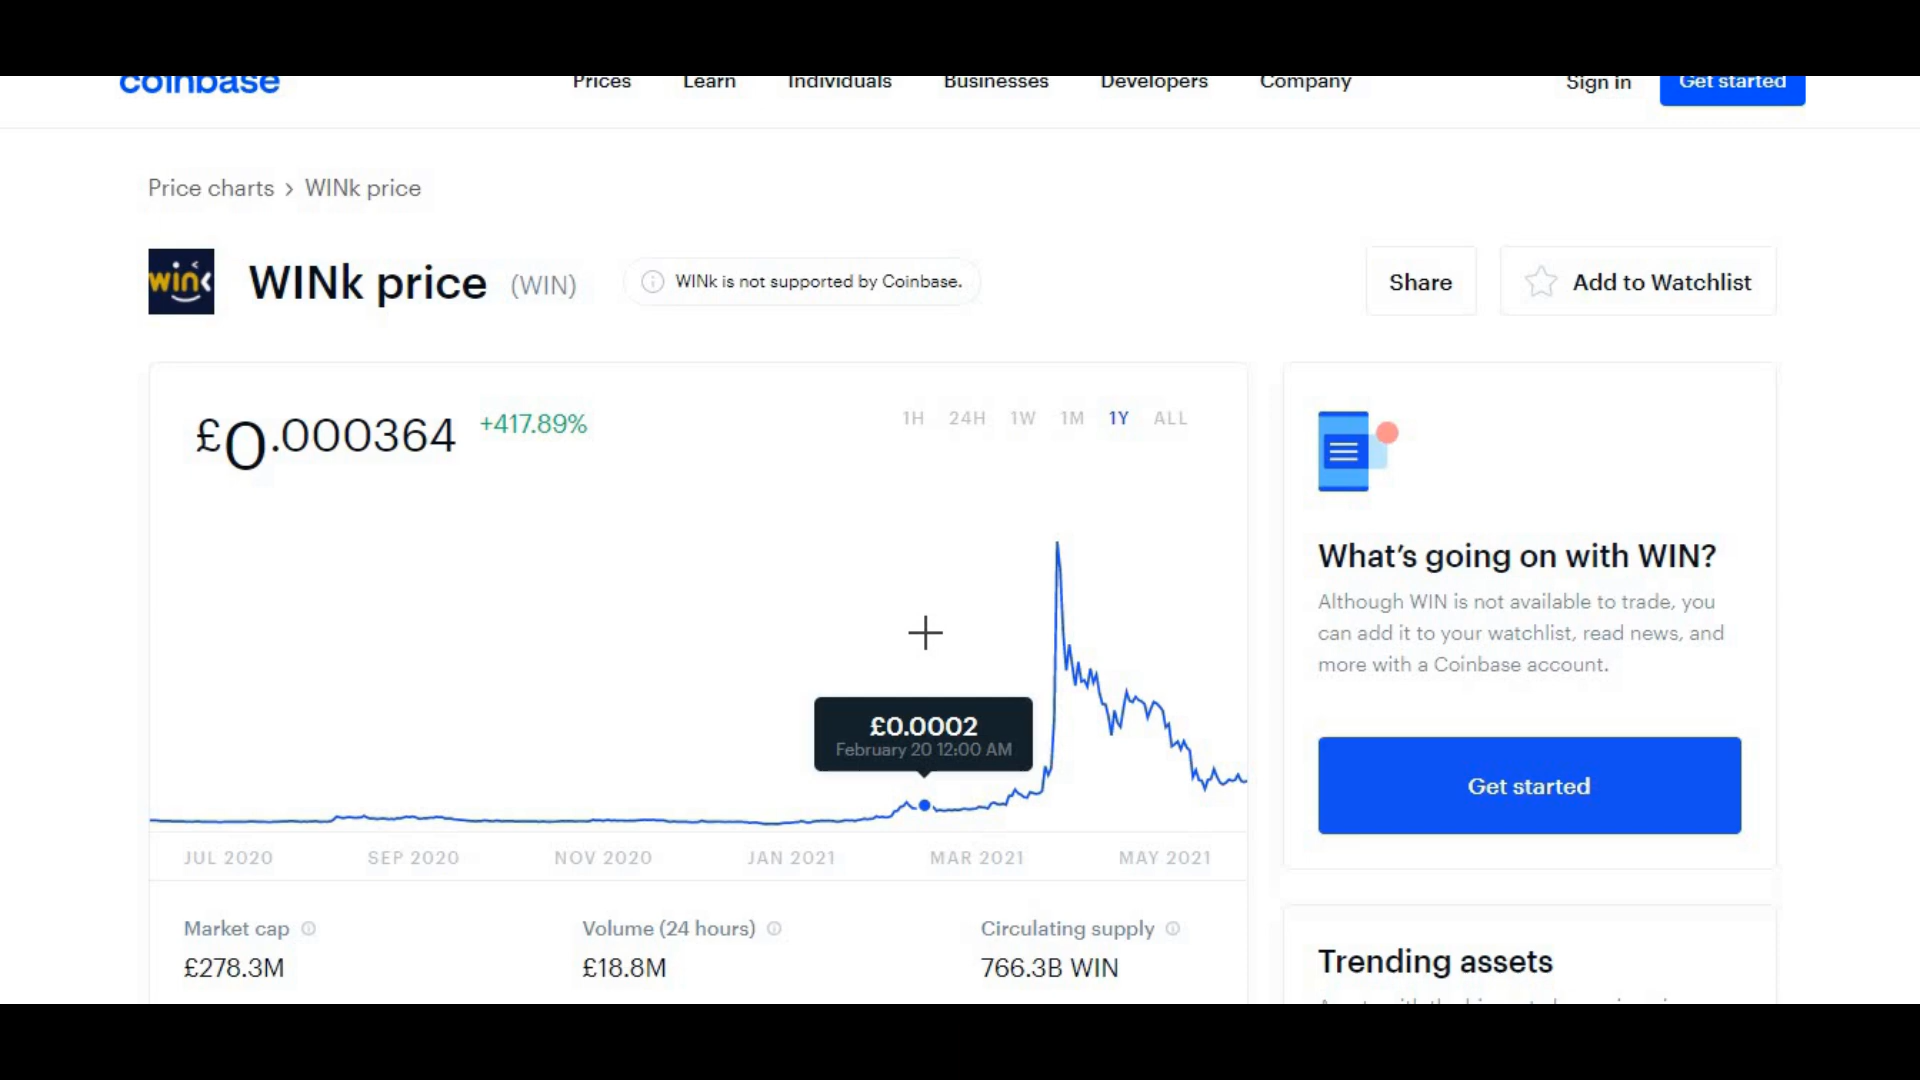 coinbase
Prices Learn Individuals Businesses Developers Company Sign in Get started
Price charts > WINk price
wink
WINk price (WIN) WINk is not supported by Coinbase. Share Add to Watchlist
£0.000364 +417.89% 1H 24H 1W 1M 1Y ALL
What's going on with WIN?
Although WIN is not available to trade, you
can add it to your watchlist, read news, and
more with a Coinbase account.
Get started
£0.0002
February 20 12:00 AM
JUL 2020 SEP 2020 NOV 2020 JAN 2021 MAR 2021 MAY 2021
Market cap Volume (24 hours) Circulating supply
£278.3M £18.8M 766.3B WIN
Trending assets